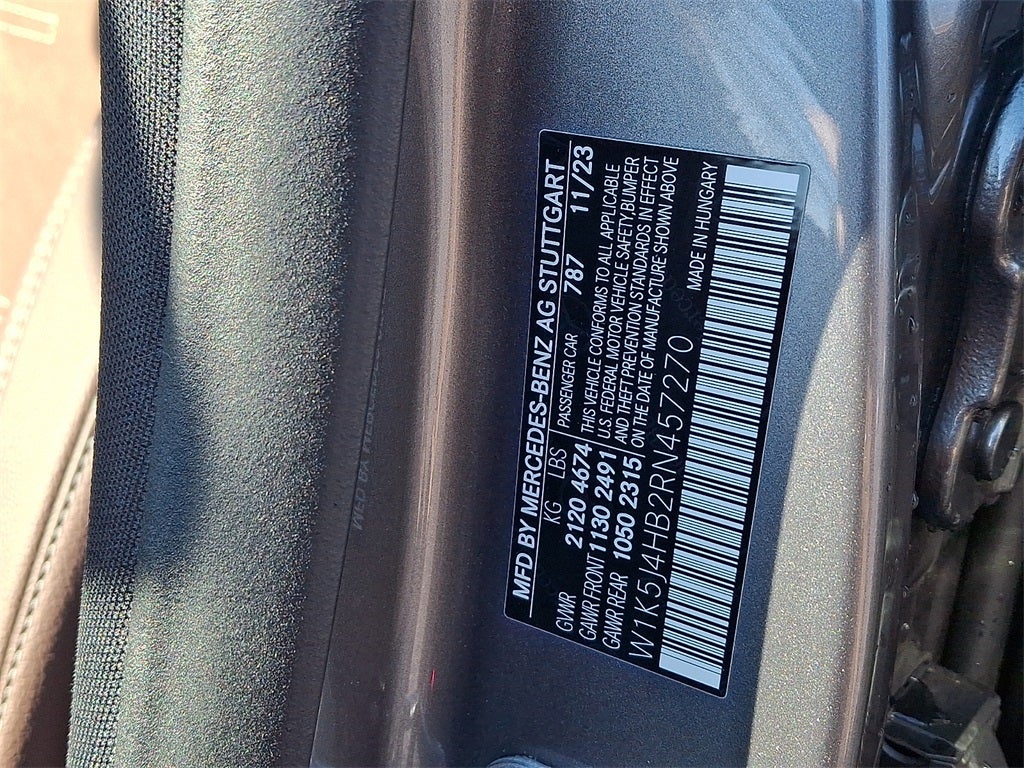 MFD BY MERCEDES-BENZ AG STUTTGART
KG LBS PASSENGER CAR 787 11/23
GVWR 2120 4674 THIS VEHICLE CONFORMS TO ALL APPLICABLE
GAWR FRONT 1130 2491 U.S. FEDERAL MOTOR VEHICLE SAFETY, BUMPER
GAWR REAR 1050 2315 AND THEFT PREVENTION STANDARDS IN EFFECT
ON THE DATE OF MANUFACTURE SHOWN ABOVE
W1K5J4HB2RN457270 MADE IN HUNGARY